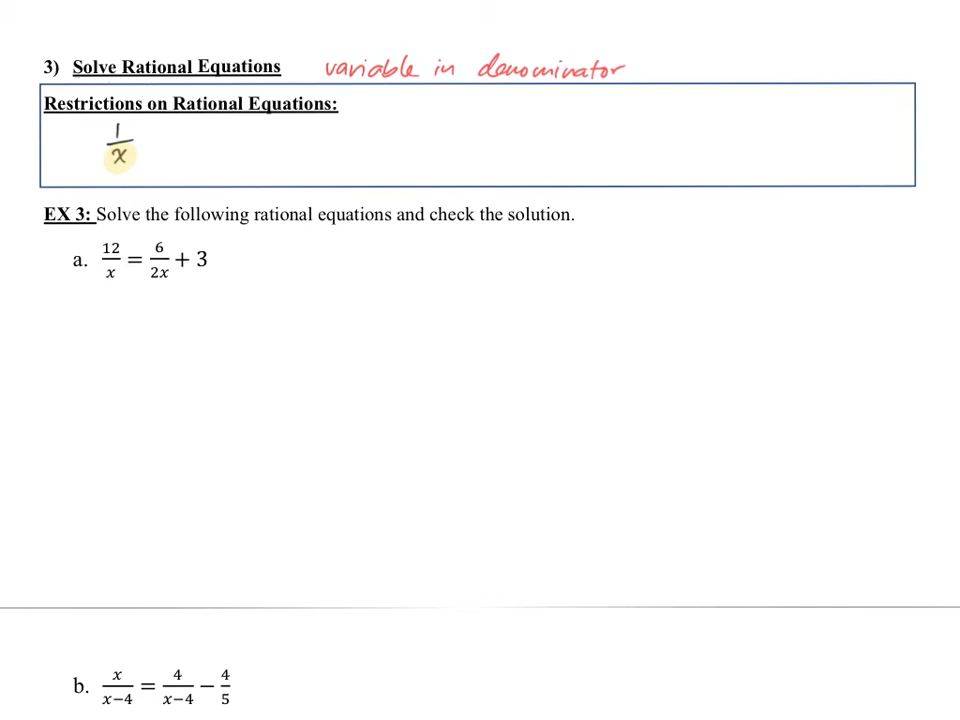 3) Solve Rational Equations variable in denominator
Restrictions on Rational Equations:
1/x
EX 3: Solve the following rational equations and check the solution.
a. 12/x = 6/2x + 3
b. x/x−4 = 4/x−4 − 4/5